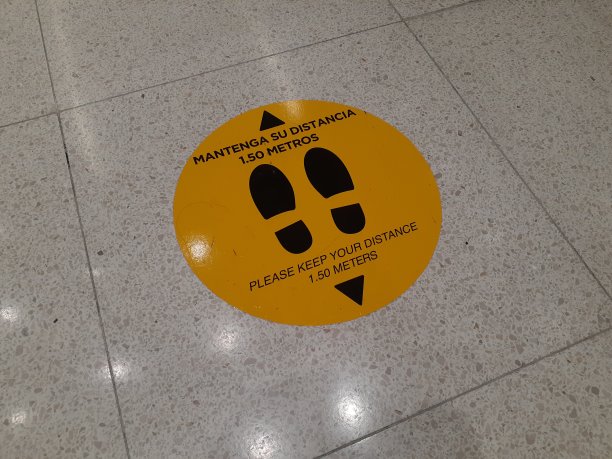 MANTENGA SU DISTANCIA
1.50 METROS
PLEASE KEEP YOUR DISTANCE
1.50 METERS